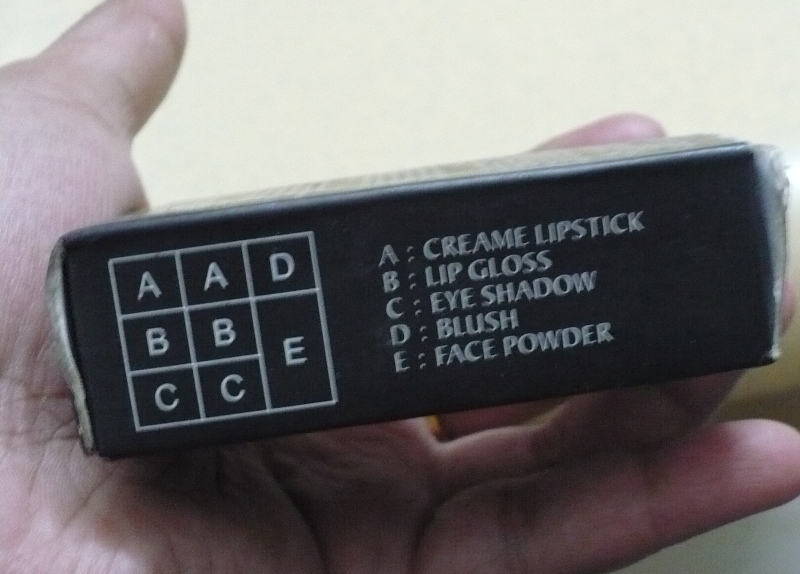 A A D
B B E
C C
A : CREAME LIPSTICK
B : LIP GLOSS
C : EYE SHADOW
D : BLUSH
E : FACE POWDER